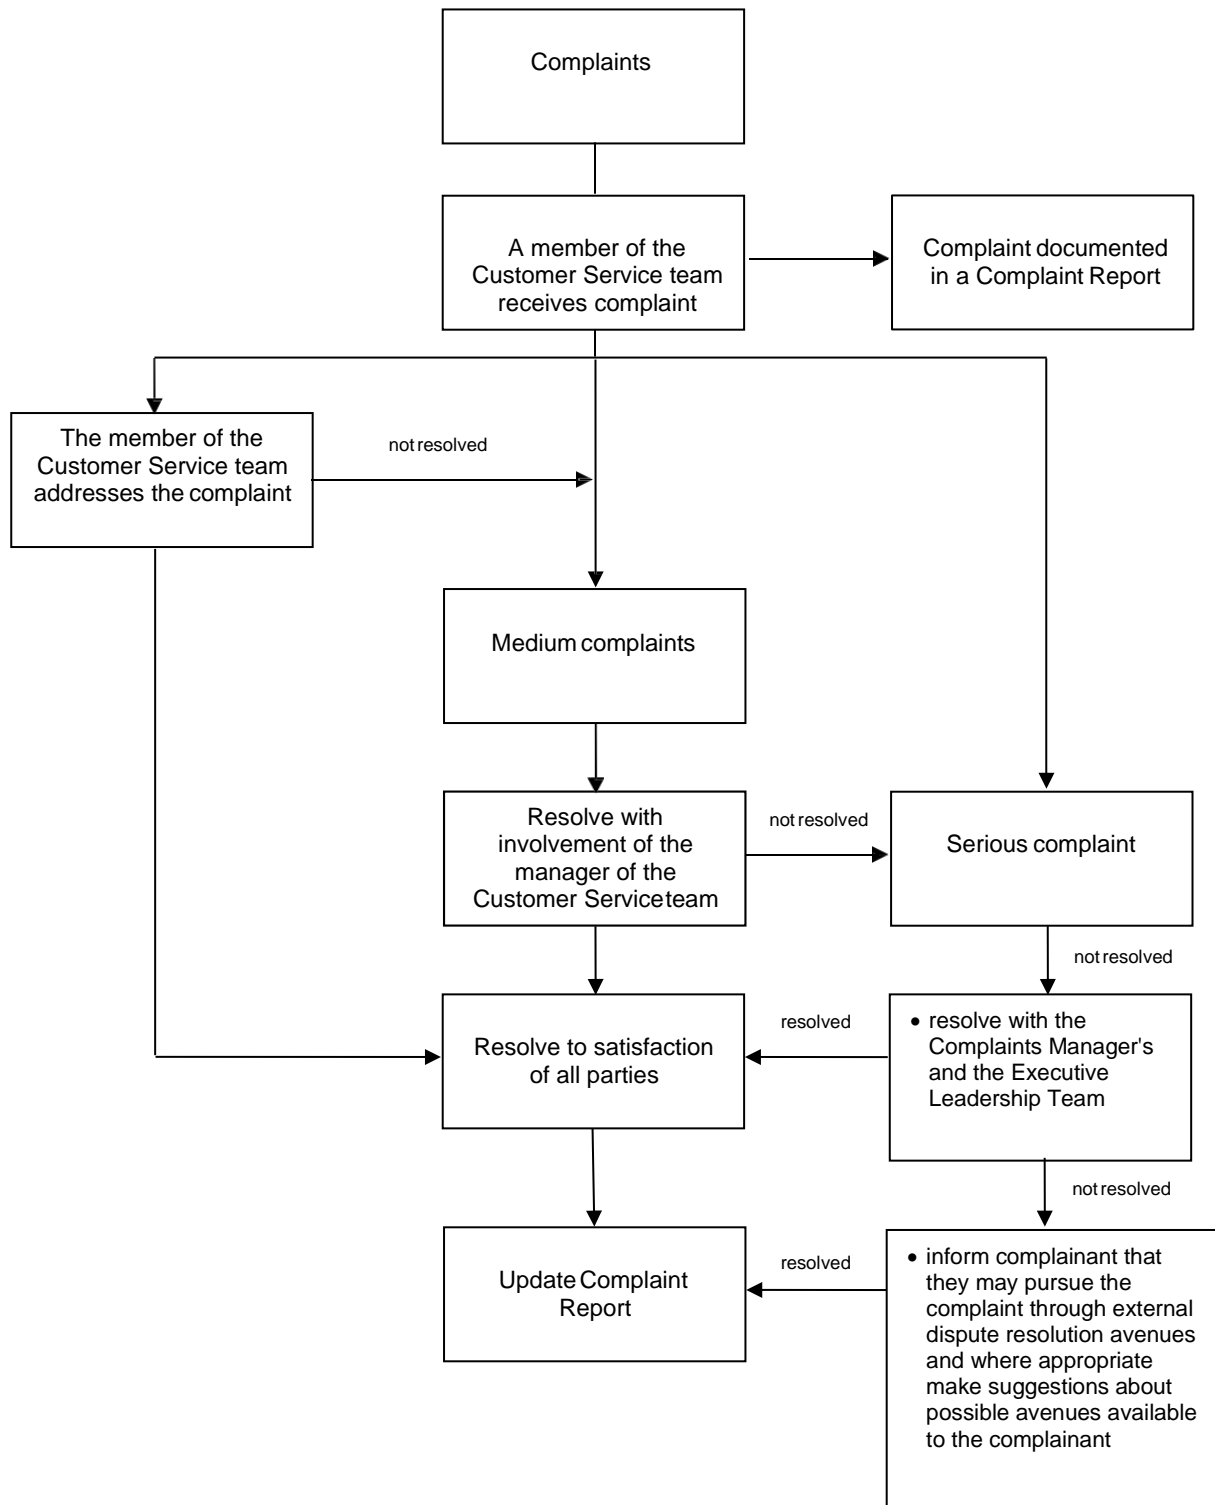 Complaints
A member of the
Customer Service team
receives complaint
Complaint documented
in a Complaint Report
The member of the
Customer Service team
addresses the complaint
not resolved
Medium complaints
Resolve with
involvement of the
manager of the
Customer Service team
not resolved
Serious complaint
not resolved
Resolve to satisfaction
of all parties
resolved
• resolve with the
Complaints Manager's
and the Executive
Leadership Team
not resolved
Update Complaint
Report
resolved
• inform complainant that
they may pursue the
complaint through external
dispute resolution avenues
and where appropriate
make suggestions about
possible avenues available
to the complainant